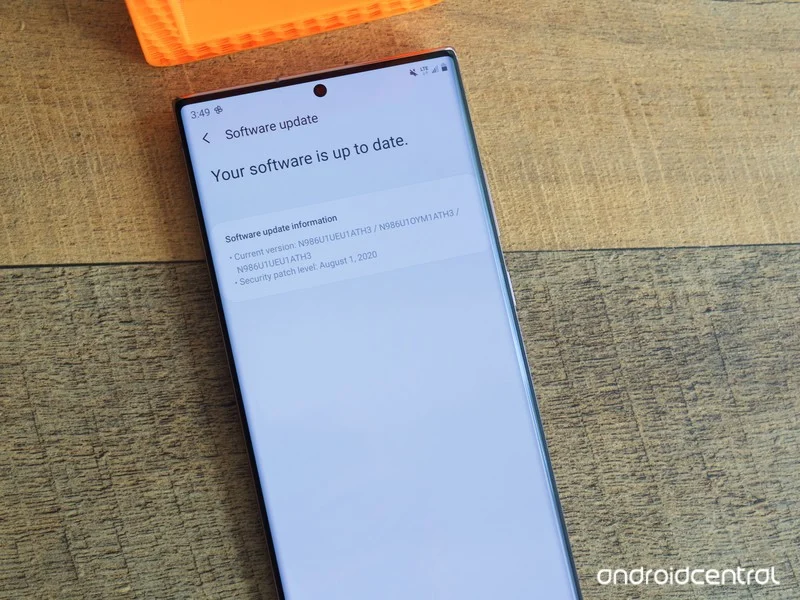 3:49
LTE
Software update
Your software is up to date.
Software update information
• Current version: N986U1UEU1ATH3 / N986U1OYM1ATH3 /
N986U1UEU1ATH3
• Security patch level: August 1, 2020
androidcentral